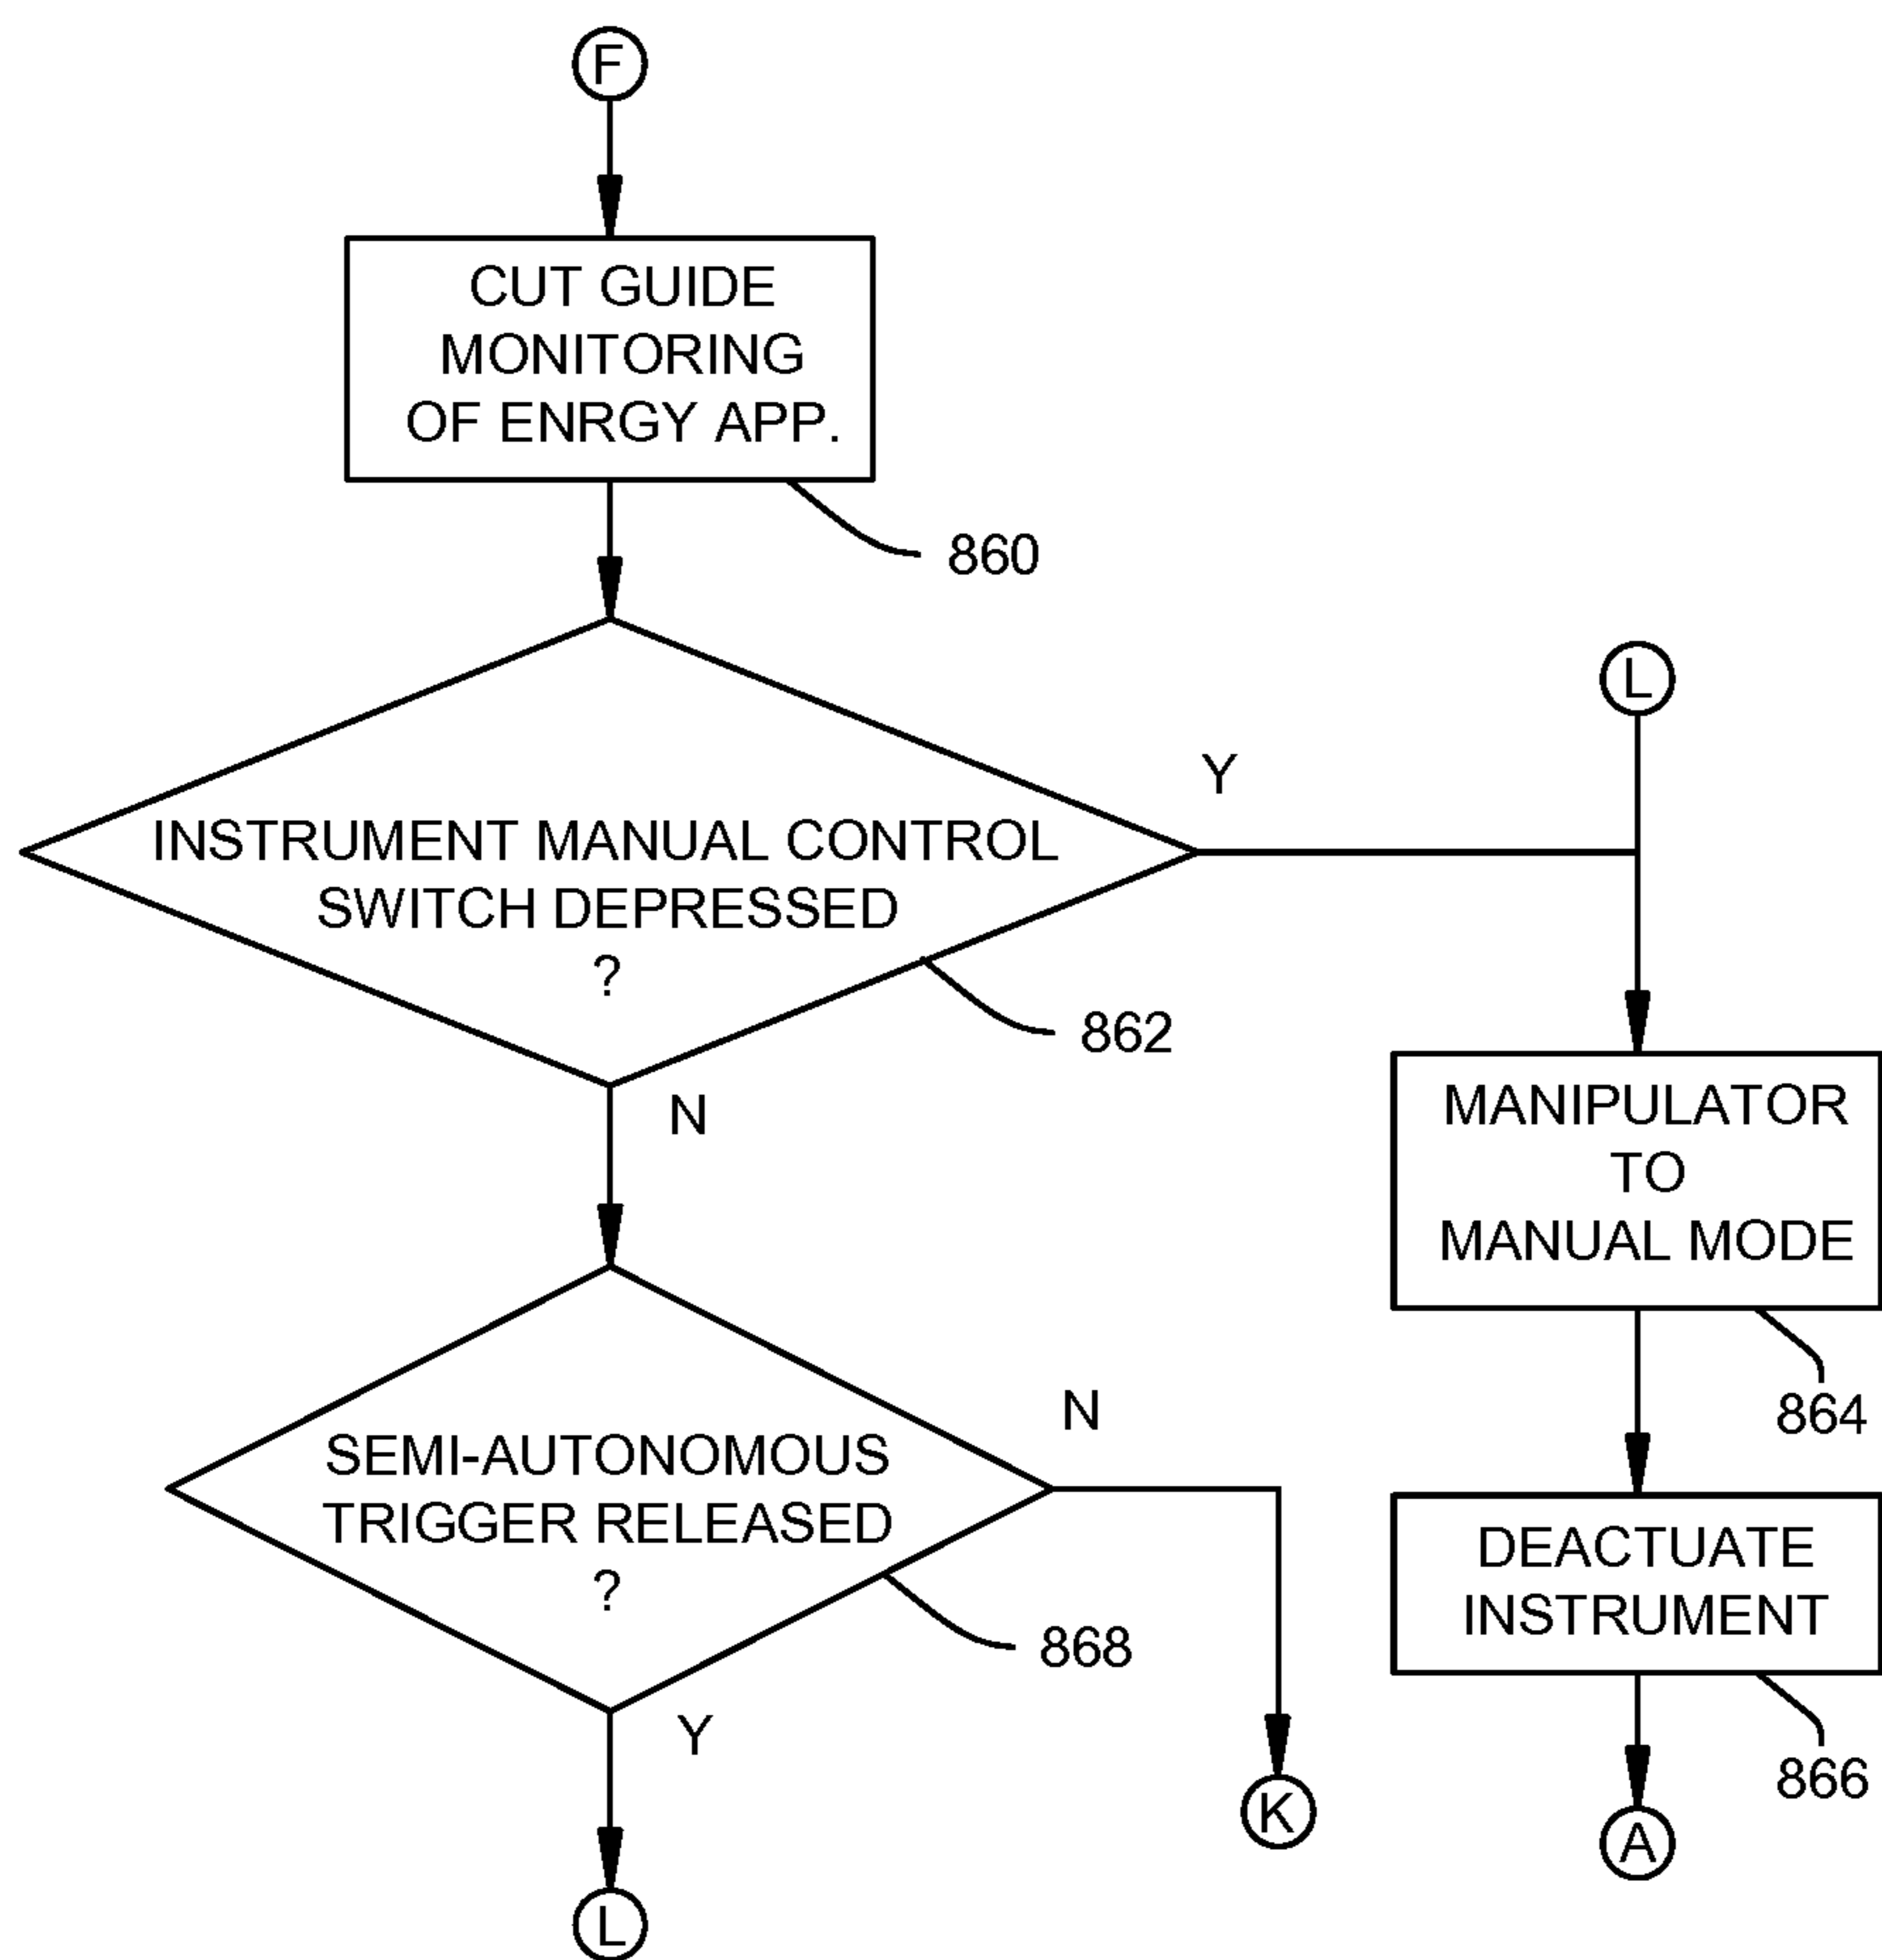 F
CUT GUIDE
MONITORING
OF ENRGY APP.
860
INSTRUMENT MANUAL CONTROL
SWITCH DEPRESSED
?
862
Y
N
L
MANIPULATOR
TO
MANUAL MODE
864
DEACTUATE
INSTRUMENT
866
A
SEMI-AUTONOMOUS
TRIGGER RELEASED
?
868
N
Y
K
L